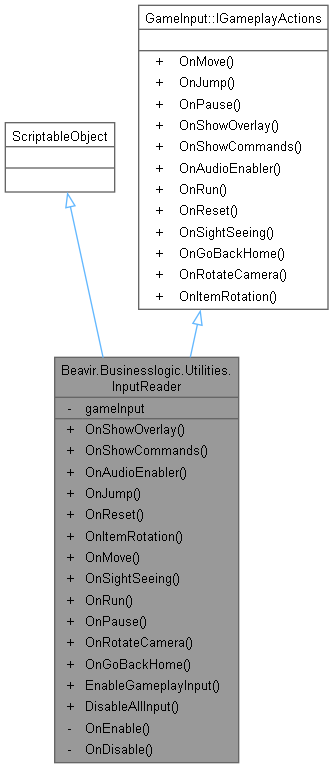 GameInput::IGameplayActions
+ OnMove()
+ OnJump()
+ OnPause()
+ OnShowOverlay()
+ OnShowCommands()
+ OnAudioEnabler()
+ OnRun()
+ OnReset()
+ OnSightSeeing()
+ OnGoBackHome()
+ OnRotateCamera()
+ OnItemRotation()
ScriptableObject
Beavir.Businesslogic.Utilities.
InputReader
- gameInput
+ OnShowOverlay()
+ OnShowCommands()
+ OnAudioEnabler()
+ OnJump()
+ OnReset()
+ OnItemRotation()
+ OnMove()
+ OnSightSeeing()
+ OnRun()
+ OnPause()
+ OnRotateCamera()
+ OnGoBackHome()
+ EnableGameplayInput()
+ DisableAllInput()
- OnEnable()
- OnDisable()